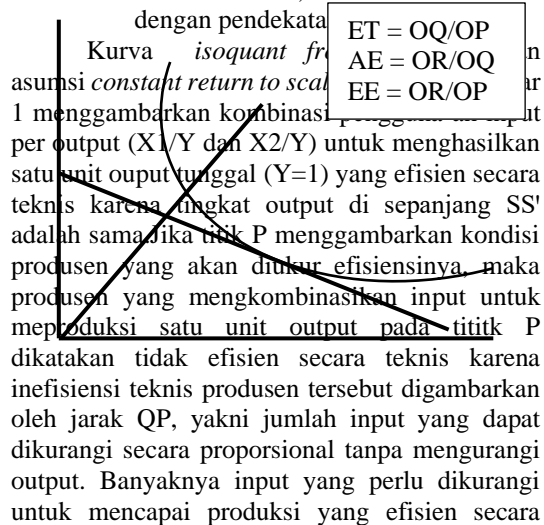 dengan pendekata
ET = OQ/OP
AE = OR/OQ
EE = OR/OP
Kurva isoquant fr n
asumsi constant return to scal ar
1 menggambarkan kombinasi input
per output (X1/Y dan X2/Y) untuk menghasilkan
satu unit ouput tunggal (Y=1) yang efisien secara
teknis karena tingkat output di sepanjang SS'
adalah sama.Jika titik P menggambarkan kondisi
produsen yang akan diukur efisiensinya, maka
produsen yang mengkombinasikan input untuk
meproduksi satu unit output pada tititk P
dikatakan tidak efisien secara teknis karena
inefisiensi teknis produsen tersebut digambarkan
oleh jarak QP, yakni jumlah input yang dapat
dikurangi secara proporsional tanpa mengurangi
output. Banyaknya input yang perlu dikurangi
untuk mencapai produksi yang efisien secara